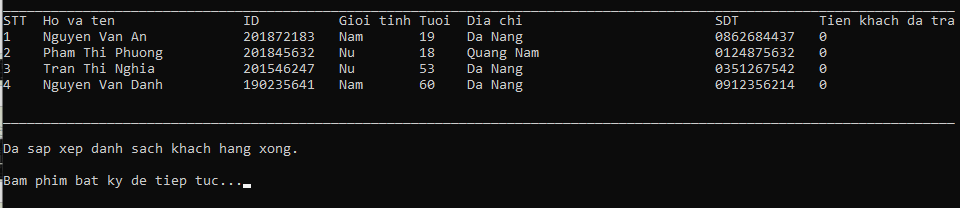 STT Ho va ten ID Gioi tinh Tuoi Dia chi SDT Tien khach da tra
1 Nguyen Van An 201872183 Nam 19 Da Nang 0862684437 0
2 Pham Thi Phuong 201845632 Nu 18 Quang Nam 0124875632 0
3 Tran Thi Nghia 201546247 Nu 53 Da Nang 0351267542 0
4 Nguyen Van Danh 190235641 Nam 60 Da Nang 0912356214 0
Da sap xep danh sach khach hang xong.
Bam phim bat ky de tiep tuc...